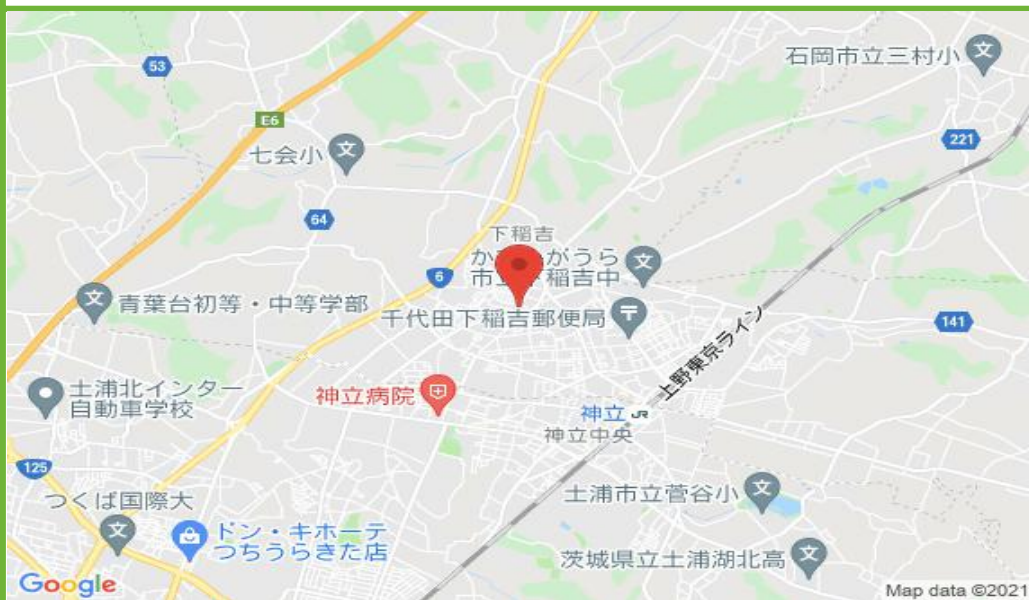 石岡市立三村小
53
E6
221
七会小
64
下稲吉
が うら
市 稲吉中
6
青葉台初等・中等学部
千代田下稲吉郵便局
141
上野東京ライン
土浦北インター
自動車学校
神立病院
神立 JR
神立中央
125
つくば国際大
土浦市立菅谷小
ドン・キホーテ
つちうらきた店
茨城県立土浦湖北高
Google
Map data ©2021